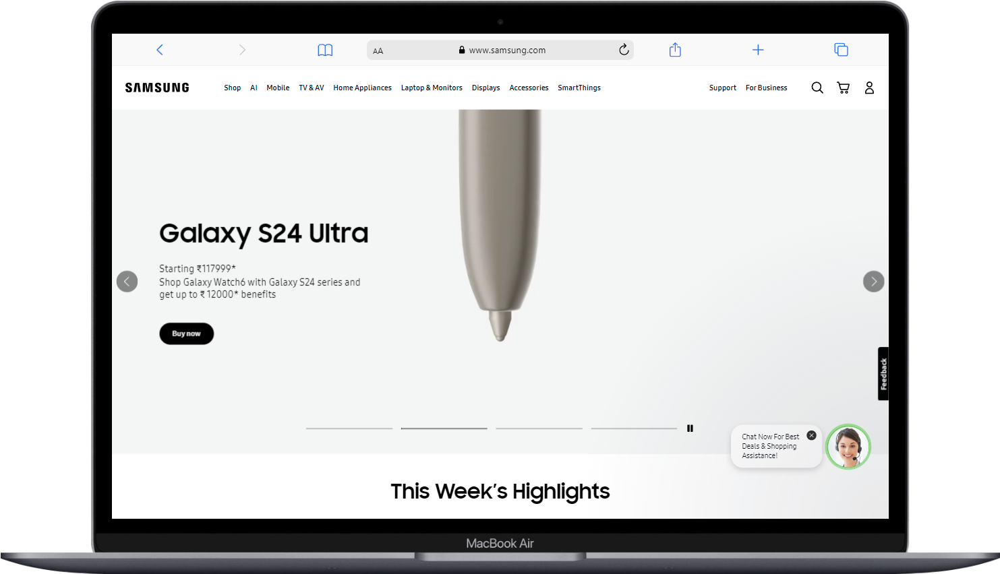 AA www.samsung.com
SAMSUNG Shop AI Mobile TV & AV Home Appliances Laptop & Monitors Displays Accessories SmartThings Support For Business
Galaxy S24 Ultra
Starting ₹117999*
Shop Galaxy Watch6 with Galaxy S24 series and
get up to ₹ 12000* benefits
Buy now
Feedback
Chat Now For Best
Deals & Shopping
Assistance!
This Week's Highlights
MacBook Air